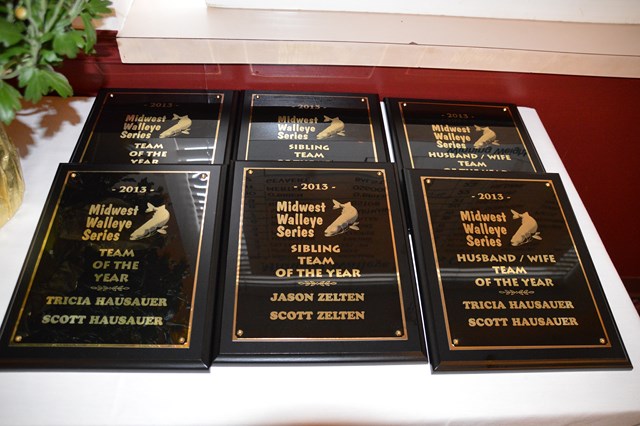 - 2013 -
Midwest
Walleye
Series
TEAM
OF THE
YEAR
- 2013 -
Midwest
Walleye
Series
SIBLING
TEAM
- 2013 -
Midwest
Walleye
Series
HUSBAND / WIFE
TEAM
- 2013 -
Midwest
Walleye
Series
TEAM
OF THE
YEAR
TRICIA HAUSAUER
SCOTT HAUSAUER
- 2013 -
Midwest
Walleye
Series
SIBLING
TEAM
OF THE YEAR
JASON ZELTEN
SCOTT ZELTEN
- 2013 -
Midwest
Walleye
Series
HUSBAND / WIFE
TEAM
OF THE YEAR
TRICIA HAUSAUER
SCOTT HAUSAUER